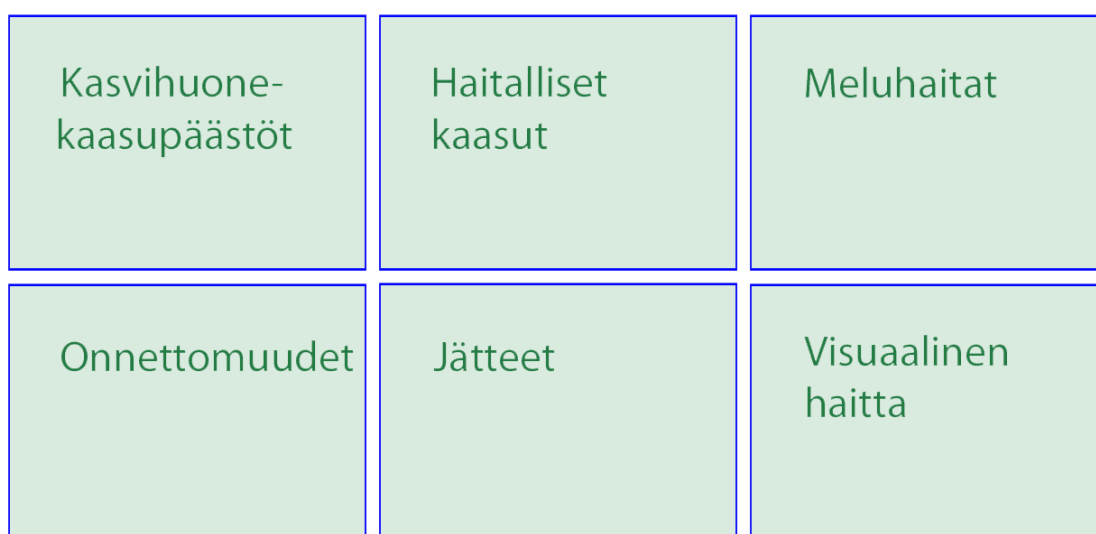 Kasvihuone-
kaasupäästöt
Haitalliset
kaasut
Meluhaitat
Onnettomuudet
Jätteet
Visuaalinen
haitta